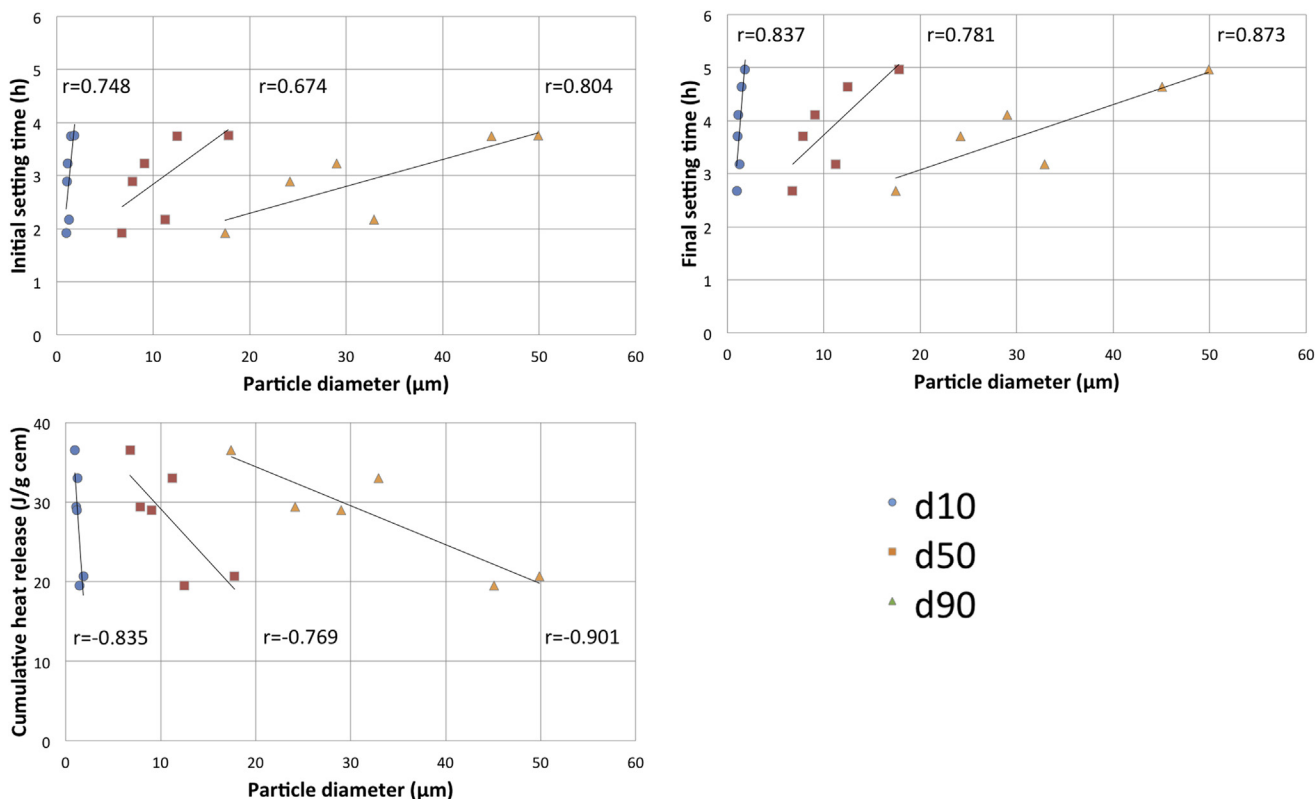 6
5
4
3
2
1
0
Initial setting time (h)
r=0.748
r=0.674
r=0.804
0 10 20 30 40 50 60
Particle diameter (µm)
6
5
4
3
2
1
0
Final setting time (h)
r=0.837
r=0.781
r=0.873
0 10 20 30 40 50 60
Particle diameter (µm)
40
30
20
10
0
Cumulative heat release (J/g cem)
r=-0.835
r=-0.769
r=-0.901
0 10 20 30 40 50 60
Particle diameter (µm)
d10
d50
d90